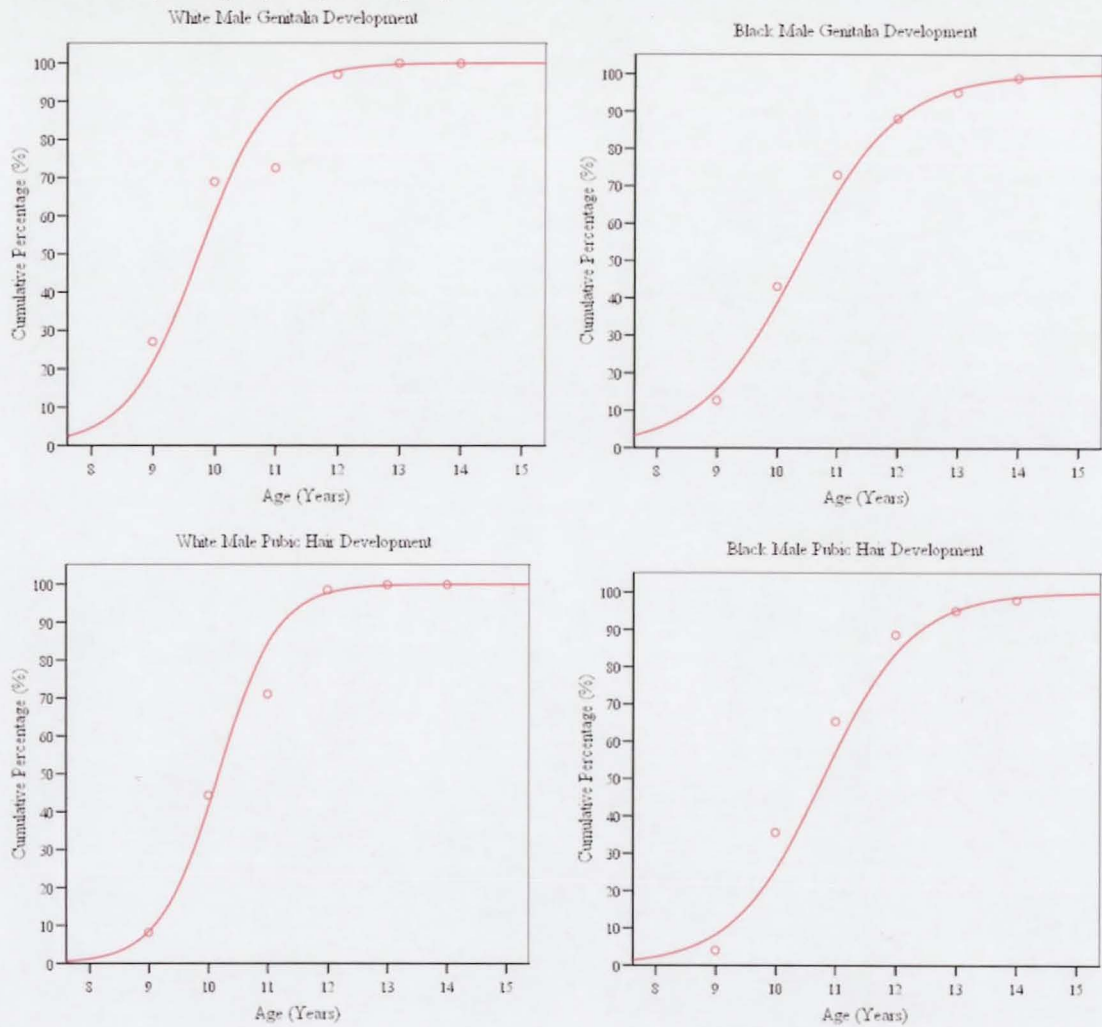 White Male Genitalia Development
Cumulative Percentage (%)
100
90
80
70
60
50
40
30
20
10
0
8 9 10 11 12 13 14 15
Age (Years)
Black Male Genitalia Development
Cumulative Percentage (%)
100
90
80
70
60
50
40
30
20
10
0
8 9 10 11 12 13 14 15
Age (Years)
White Male Pubic Hair Development
Cumulative Percentage (%)
100
90
80
70
60
50
40
30
20
10
0
8 9 10 11 12 13 14 15
Age (Years)
Black Male Pubic Hair Development
Cumulative Percentage (%)
100
90
80
70
60
50
40
30
20
10
0
8 9 10 11 12 13 14 15
Age (Years)